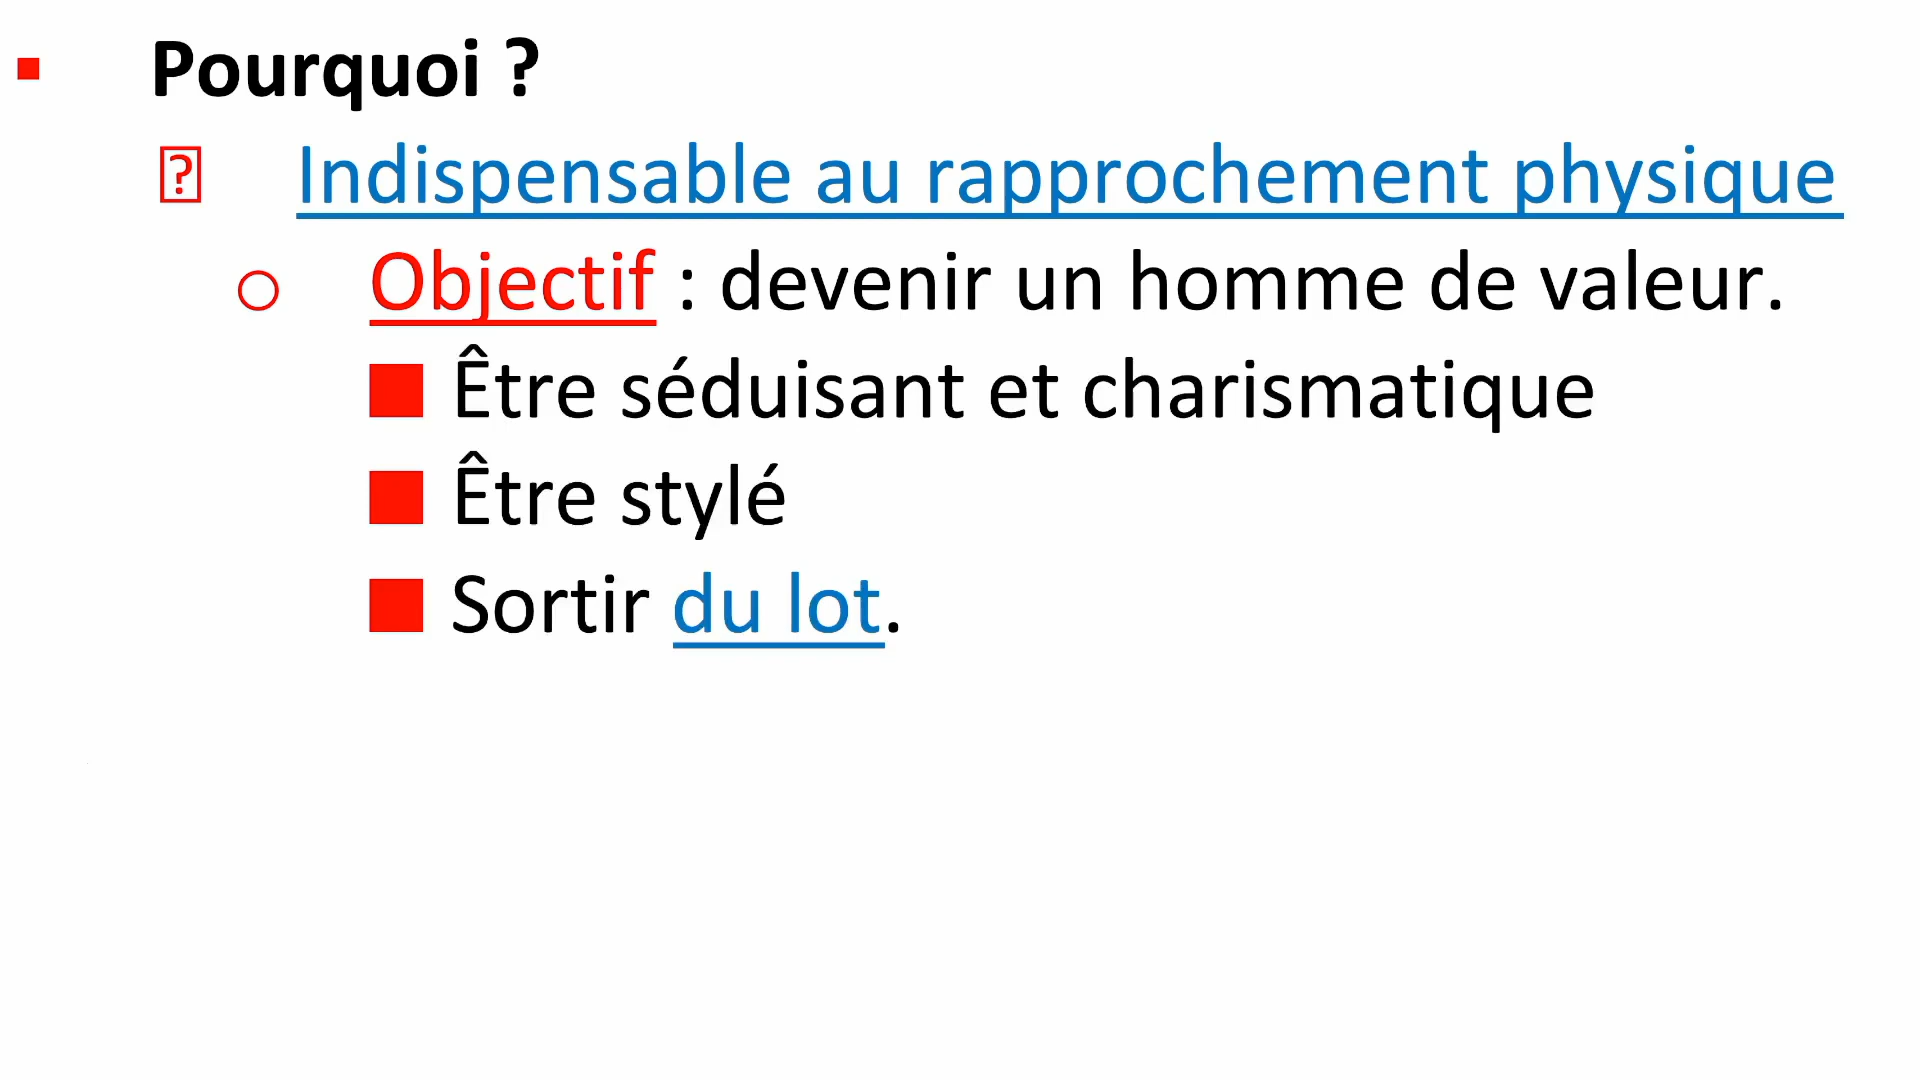 Pourquoi ?
Indispensable au rapprochement physique
Objectif : devenir un homme de valeur.
Être séduisant et charismatique
Être stylé
Sortir du lot.